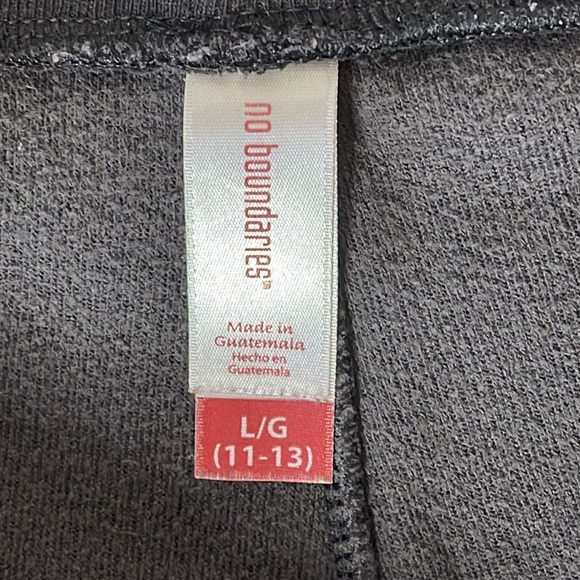 no boundaries
Made in
Guatemala
Hecho en
Guatemala
L/G
(11-13)